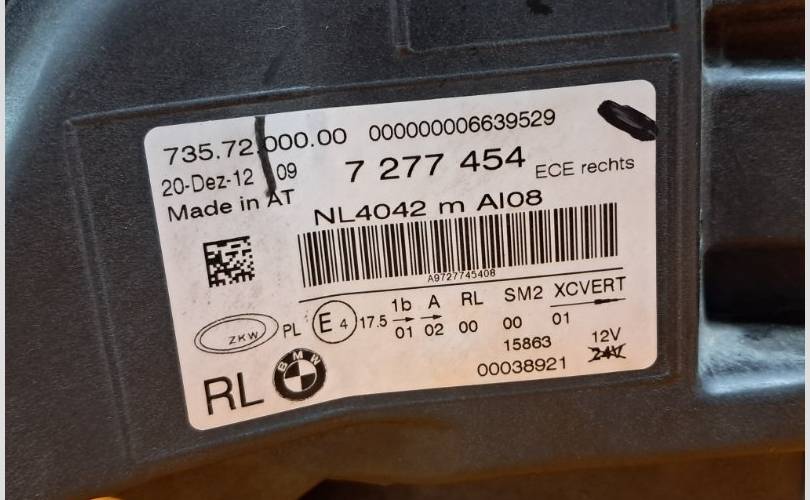 735.72.000.00 000000006639529
20-Dez-12 09 7 277 454 ECE rechts
Made in AT
NL4042 m AI08
A9727745408
ZKW PL E4 17.5 1b A RL SM2 XCVERT
01 02 00 00 01
15863 12V
00038921 24V
RL BMW